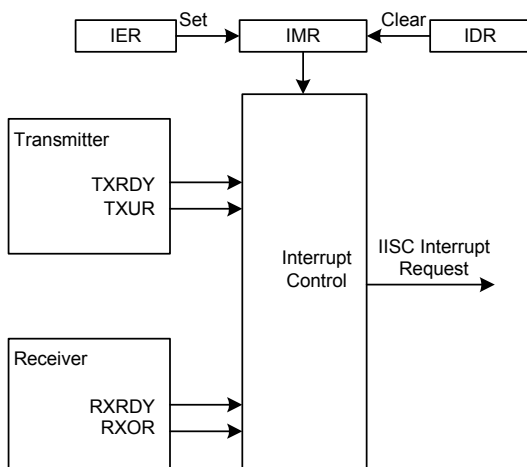 Set
Clear
IER
IMR
IDR
Transmitter
TXRDY
TXUR
Interrupt
Control
IISC Interrupt
Request
Receiver
RXRDY
RXOR